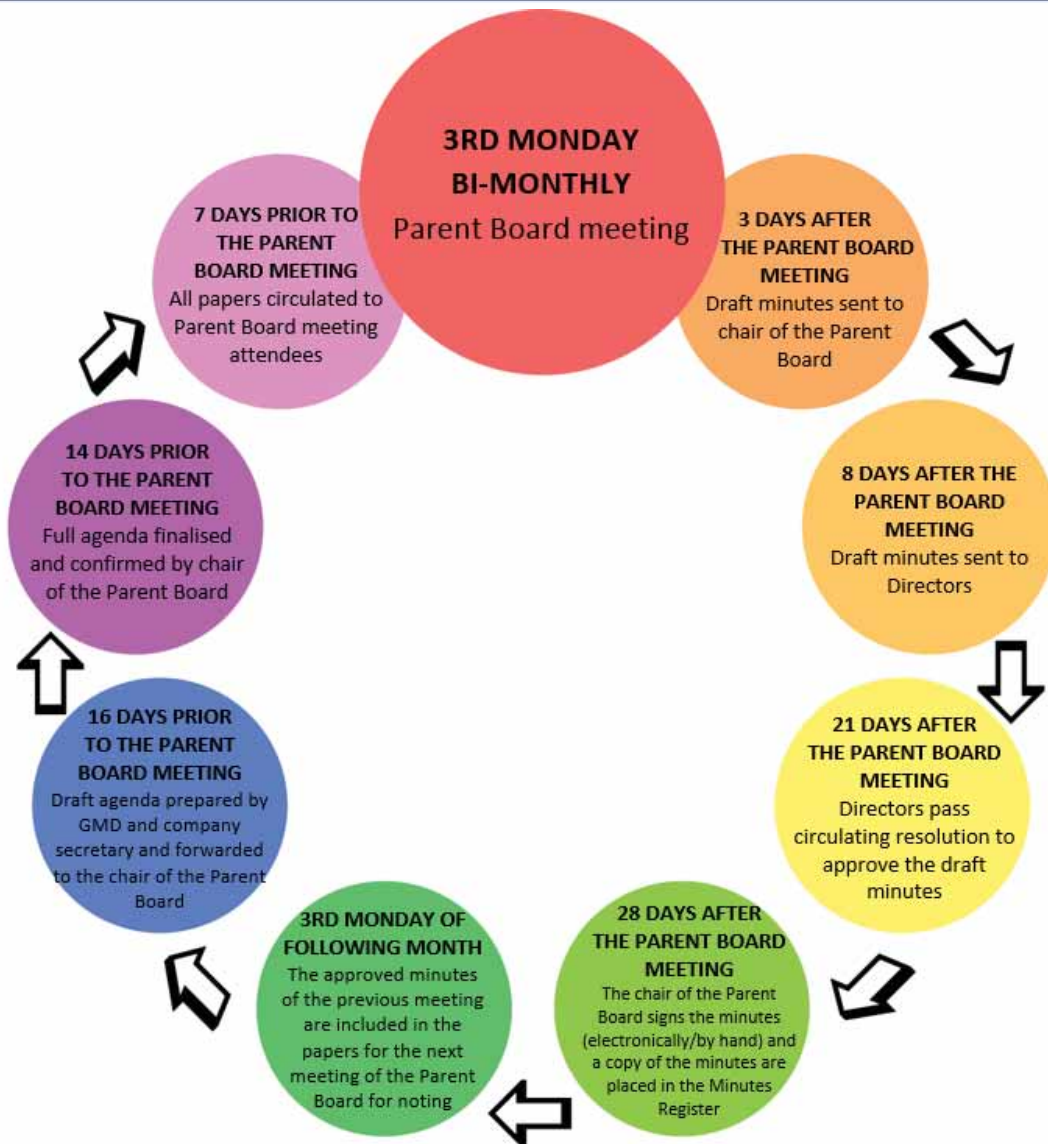 3RD MONDAY
BI-MONTHLY
Parent Board meeting
3 DAYS AFTER
THE PARENT BOARD
MEETING
Draft minutes sent to
chair of the Parent
Board
8 DAYS AFTER THE
PARENT BOARD
MEETING
Draft minutes sent to
Directors
21 DAYS AFTER
THE PARENT BOARD
MEETING
Directors pass
circulating resolution to
approve the draft
minutes
28 DAYS AFTER
THE PARENT BOARD
MEETING
The chair of the Parent
Board signs the minutes
(electronically/by hand) and
a copy of the minutes are
placed in the Minutes
Register
3RD MONDAY OF
FOLLOWING MONTH
The approved minutes
of the previous meeting
are included in the
papers for the next
meeting of the Parent
Board for noting
16 DAYS PRIOR
TO THE PARENT
BOARD MEETING
Draft agenda prepared by
GMD and company
secretary and forwarded
to the chair of the Parent
Board
14 DAYS PRIOR
TO THE PARENT
BOARD MEETING
Full agenda finalised
and confirmed by chair
of the Parent Board
7 DAYS PRIOR TO
THE PARENT
BOARD MEETING
All papers circulated to
Parent Board meeting
attendees